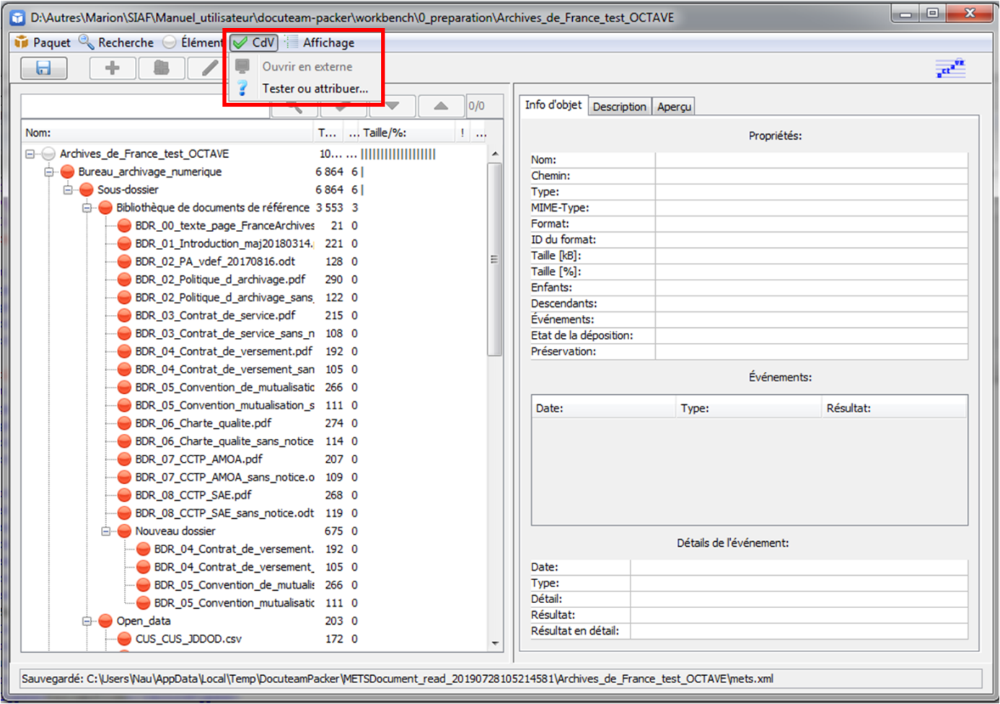 D:\Autres\Marion\SIAF\Manuel_utilisateur\docuteam-packer\workbench\0_preparation\Archives_de_France_test_OCTAVE
Paquet Recherche Élément CdV Affichage
Ouvrir en externe
Tester ou attribuer...
0/0
Nom: T... ... Taille/%: ! ...
Archives_de_France_test_OCTAVE 10... ...
Bureau_archivage_numerique 6 864 6
Sous-dossier 6 864 6
Bibliothèque de documents de référence 3 553 3
BDR_00_texte_page_FranceArchives 21 0
BDR_01_Introduction_maj20180314. 221 0
BDR_02_PA_vdef_20170816.odt 128 0
BDR_02_Politique_d_archivage.pdf 290 0
BDR_02_Politique_d_archivage_sans_ 122 0
BDR_03_Contrat_de_service.pdf 215 0
BDR_03_Contrat_de_service_sans_n 108 0
BDR_04_Contrat_de_versement.pdf 192 0
BDR_04_Contrat_de_versement_san 105 0
BDR_05_Convention_de_mutualisatio 266 0
BDR_05_Convention_mutualisation_s 111 0
BDR_06_Charte_qualite.pdf 274 0
BDR_06_Charte_qualite_sans_notice 114 0
BDR_07_CCTP_AMOA.pdf 207 0
BDR_07_CCTP_AMOA_sans_notice.o 109 0
BDR_08_CCTP_SAE.pdf 268 0
BDR_08_CCTP_SAE_sans_notice.odt 119 0
Nouveau dossier 675 0
BDR_04_Contrat_de_versement. 192 0
BDR_04_Contrat_de_versement_ 105 0
BDR_05_Convention_de_mutualis 266 0
BDR_05_Convention_mutualisatio 111 0
Open_data 203 0
CUS_CUS_JDDOD.csv 172 0
Info d'objet Description Aperçu
Propriétés:
Nom:
Chemin:
Type:
MIME-Type:
Format:
ID du format:
Taille [kB]:
Taille [%]:
Enfants:
Descendants:
Événements:
Etat de la déposition:
Préservation:
Événements:
Date: Type: Résultat:
Détails de l'événement:
Date:
Type:
Détail:
Résultat:
Résultat en détail:
Sauvegardé: C:\Users\Nau\AppData\Local\Temp\DocuteamPacker\METSDocument_read_20190728105214581\Archives_de_France_test_OCTAVE\mets.xml